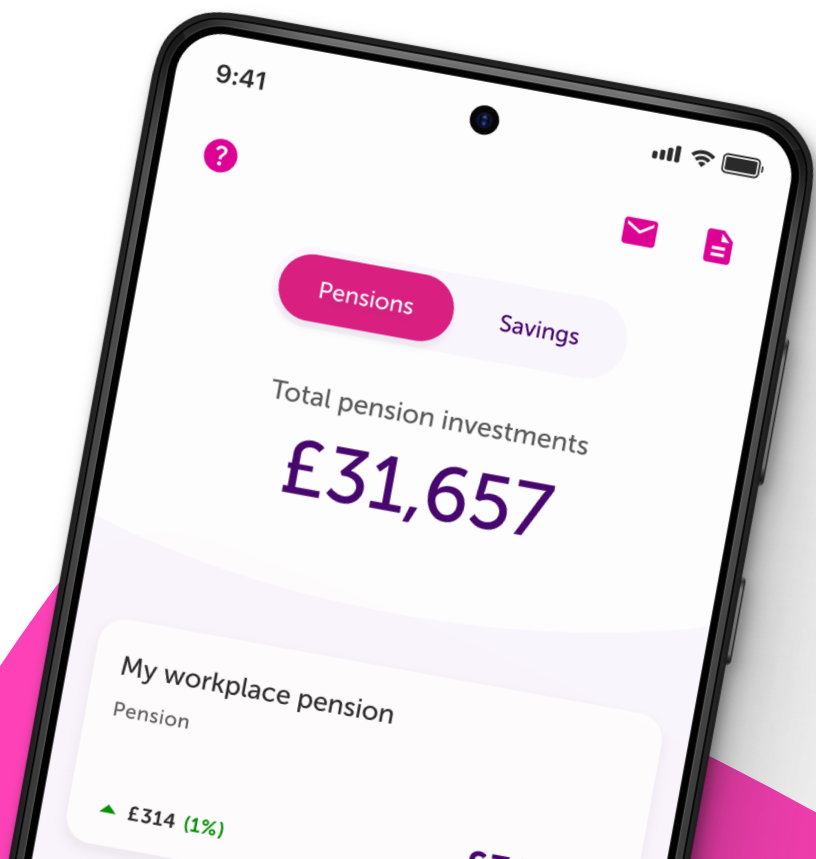 9:41
?
Pensions
Savings
Total pension investments
£31,657
My workplace pension
Pension
£314 (1%)